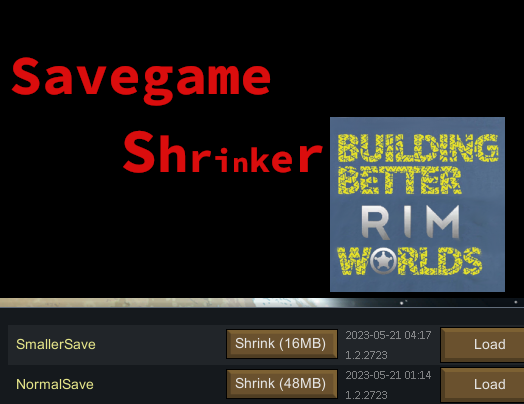 Savegame
Shrinker
BUILDING
BETTER
RIM
WORLDS
SmallerSave
Shrink (16MB)
2023-05-21 04:17
1.2.2723
Load
NormalSave
Shrink (48MB)
2023-05-21 01:14
1.2.2723
Load